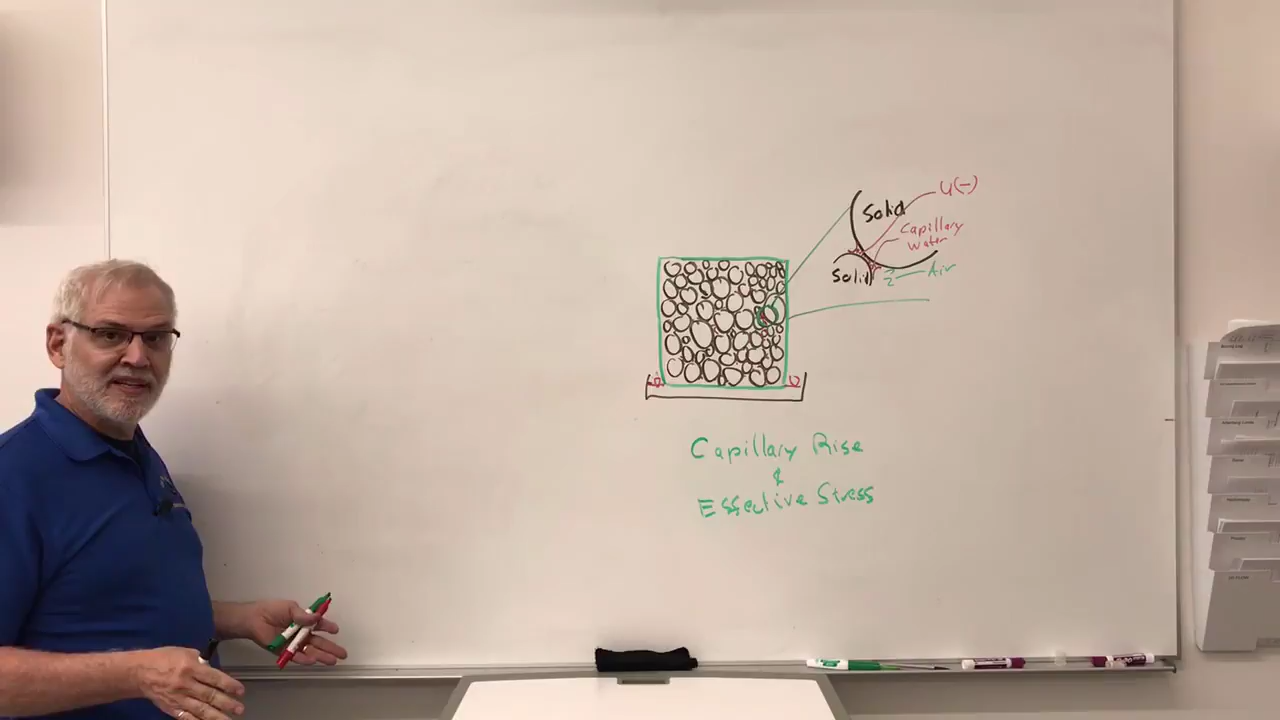 U(-)
Solid
Capillary
Water
Solid
Air
Capillary Rise
&
Effective Stress